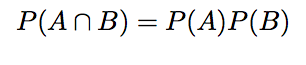 P(A ∩ B) = P(A)P(B)